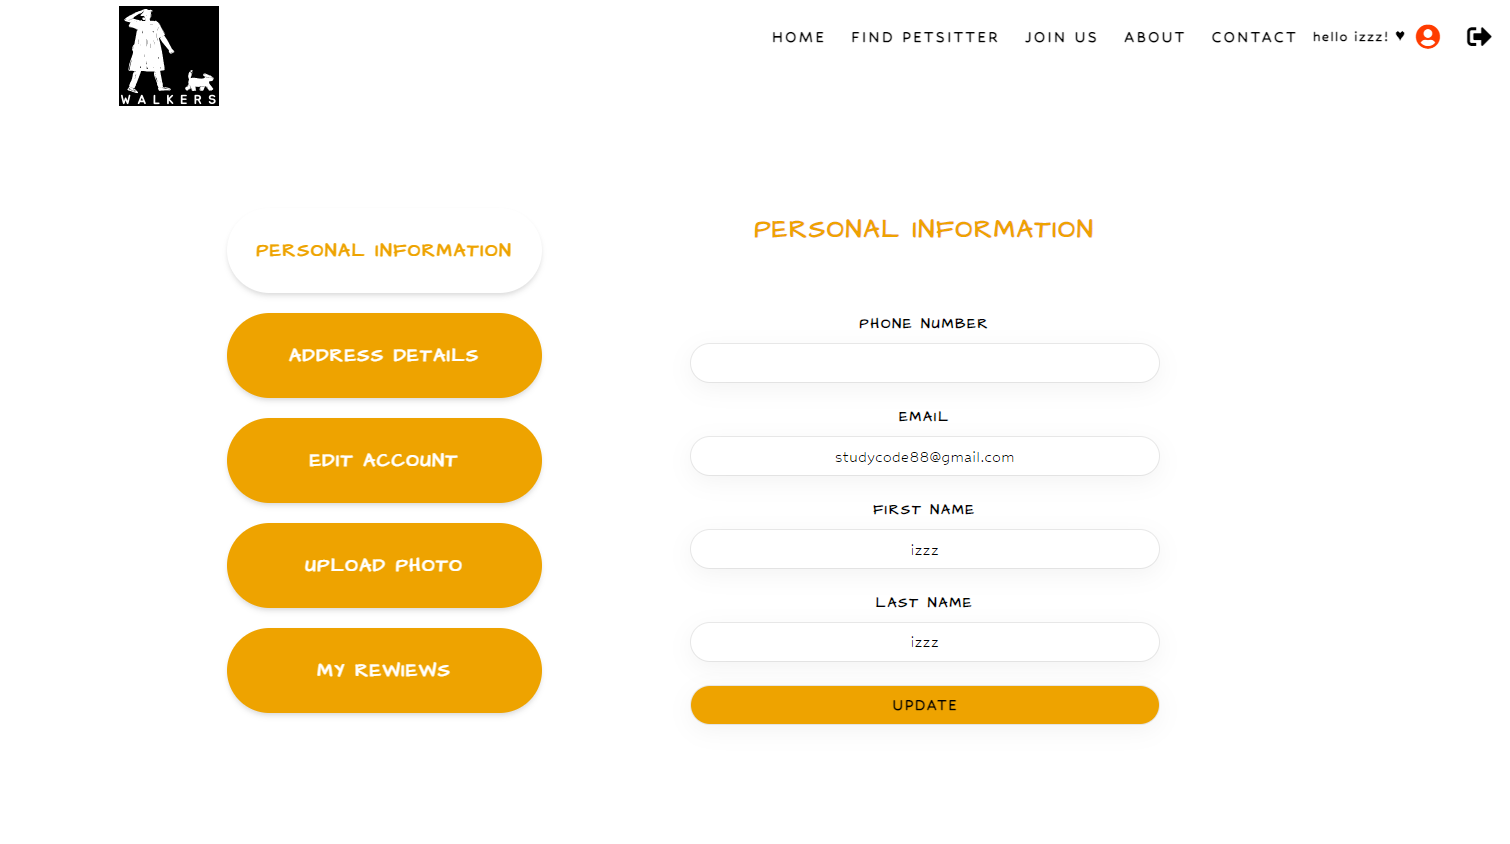 WALKERS
HOME FIND PETSITTER JOIN US ABOUT CONTACT hello izzz! ♥
PERSONAL INFORMATION
ADDRESS DETAILS
EDIT ACCOUNT
UPLOAD PHOTO
MY REWIEWS
PERSONAL INFORMATION
PHONE NUMBER
EMAIL
studycode88@gmail.com
FIRST NAME
izzz
LAST NAME
izzz
UPDATE